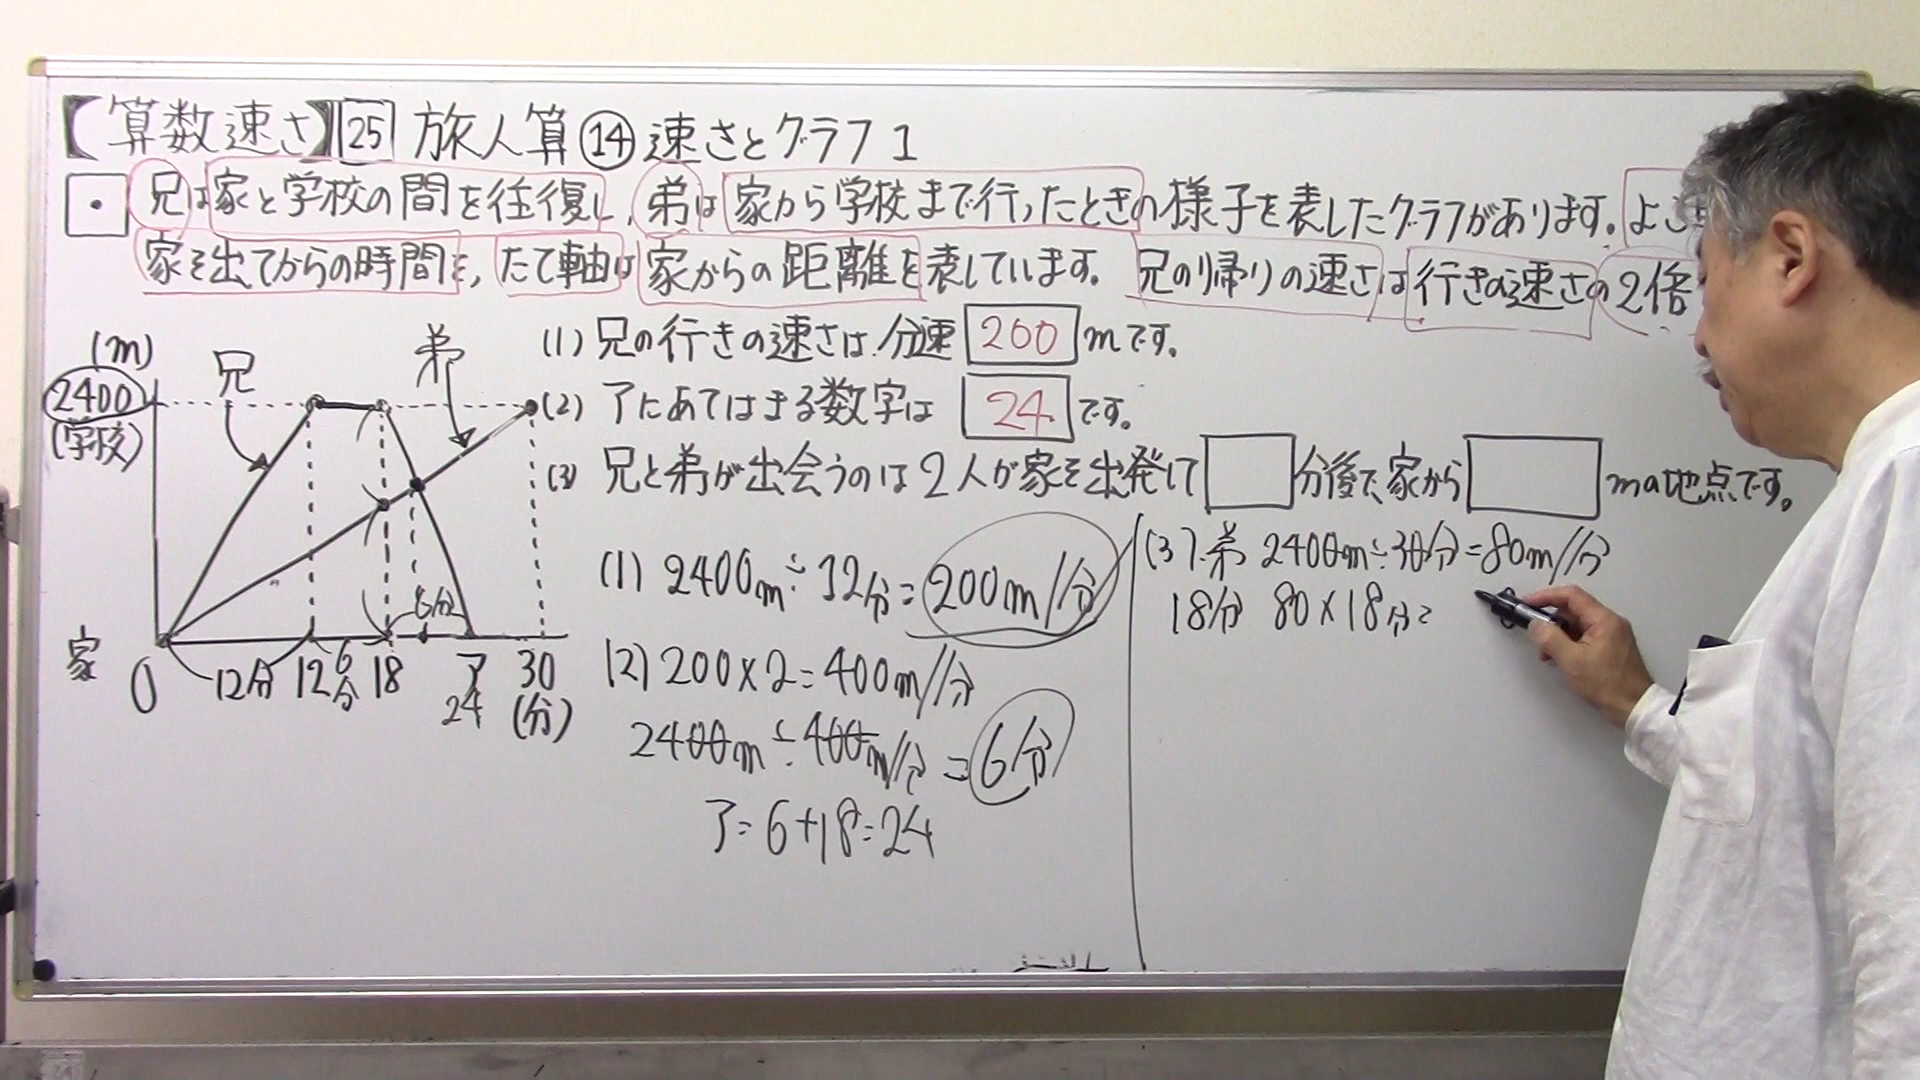 【算数速さ】25 旅人算⑭速さとグラフ1
兄は家と学校の間を往復し、弟は家から学校まで行ったときの様子を表したグラフがあります。よこ
家を出てからの時間を、たて軸は家からの距離を表しています。兄の帰りの速さは行きの速さの2倍
(1) 兄の行きの速さは分速200mです。
(2) アにあてはまる数字は24です。
(3) 兄と弟が出会うのは2人が家を出発して 分後で、家から mの地点です。
(m)
2400
(学校)
兄
弟
家
0
12分
12
6分
18
6分
ア
24
30
(分)
(1) 2400m÷12分=200m/分
(2) 200×2=400m/分
2400m÷400m/分=6分
ア=6+18=24
(3) 弟 2400m÷30分=80m/分
18分 80×18分=